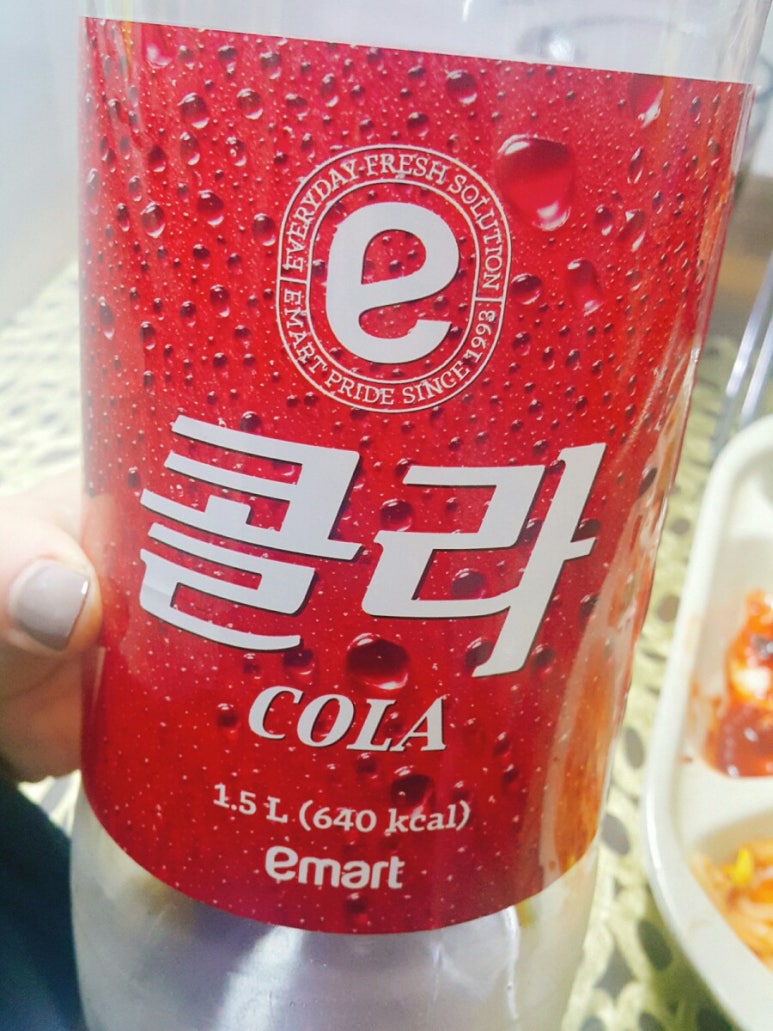 EVERYDAY FRESH SOLUTION
EMART PRIDE SINCE 1993
e
콜라
COLA
1.5 L (640 kcal)
emart